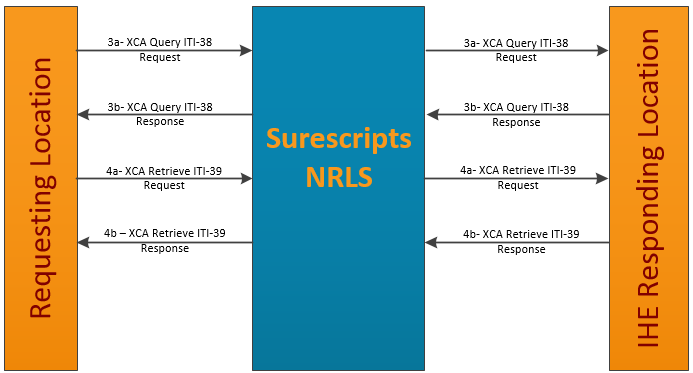 Requesting Location
3a- XCA Query ITI-38
Request
3b- XCA Query ITI-38
Response
4a- XCA Retrieve ITI-39
Request
4b – XCA Retrieve ITI-39
Response
Surescripts
NRLS
3a- XCA Query ITI-38
Request
3b- XCA Query ITI-38
Response
4a- XCA Retrieve ITI-39
Request
4b- XCA Retrieve ITI-39
Response
IHE Responding Location